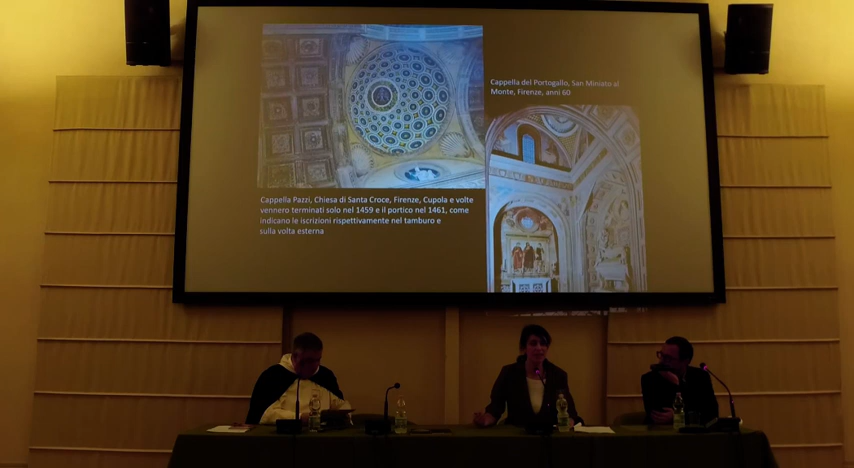 Cappella Pazzi, Chiesa di Santa Croce, Firenze, Cupola e volte
vennero terminati solo nel 1459 e il portico nel 1461, come
indicano le iscrizioni rispettivamente nel tamburo e
sulla volta esterna
Cappella del Portogallo, San Miniato al
Monte, Firenze, anni 60